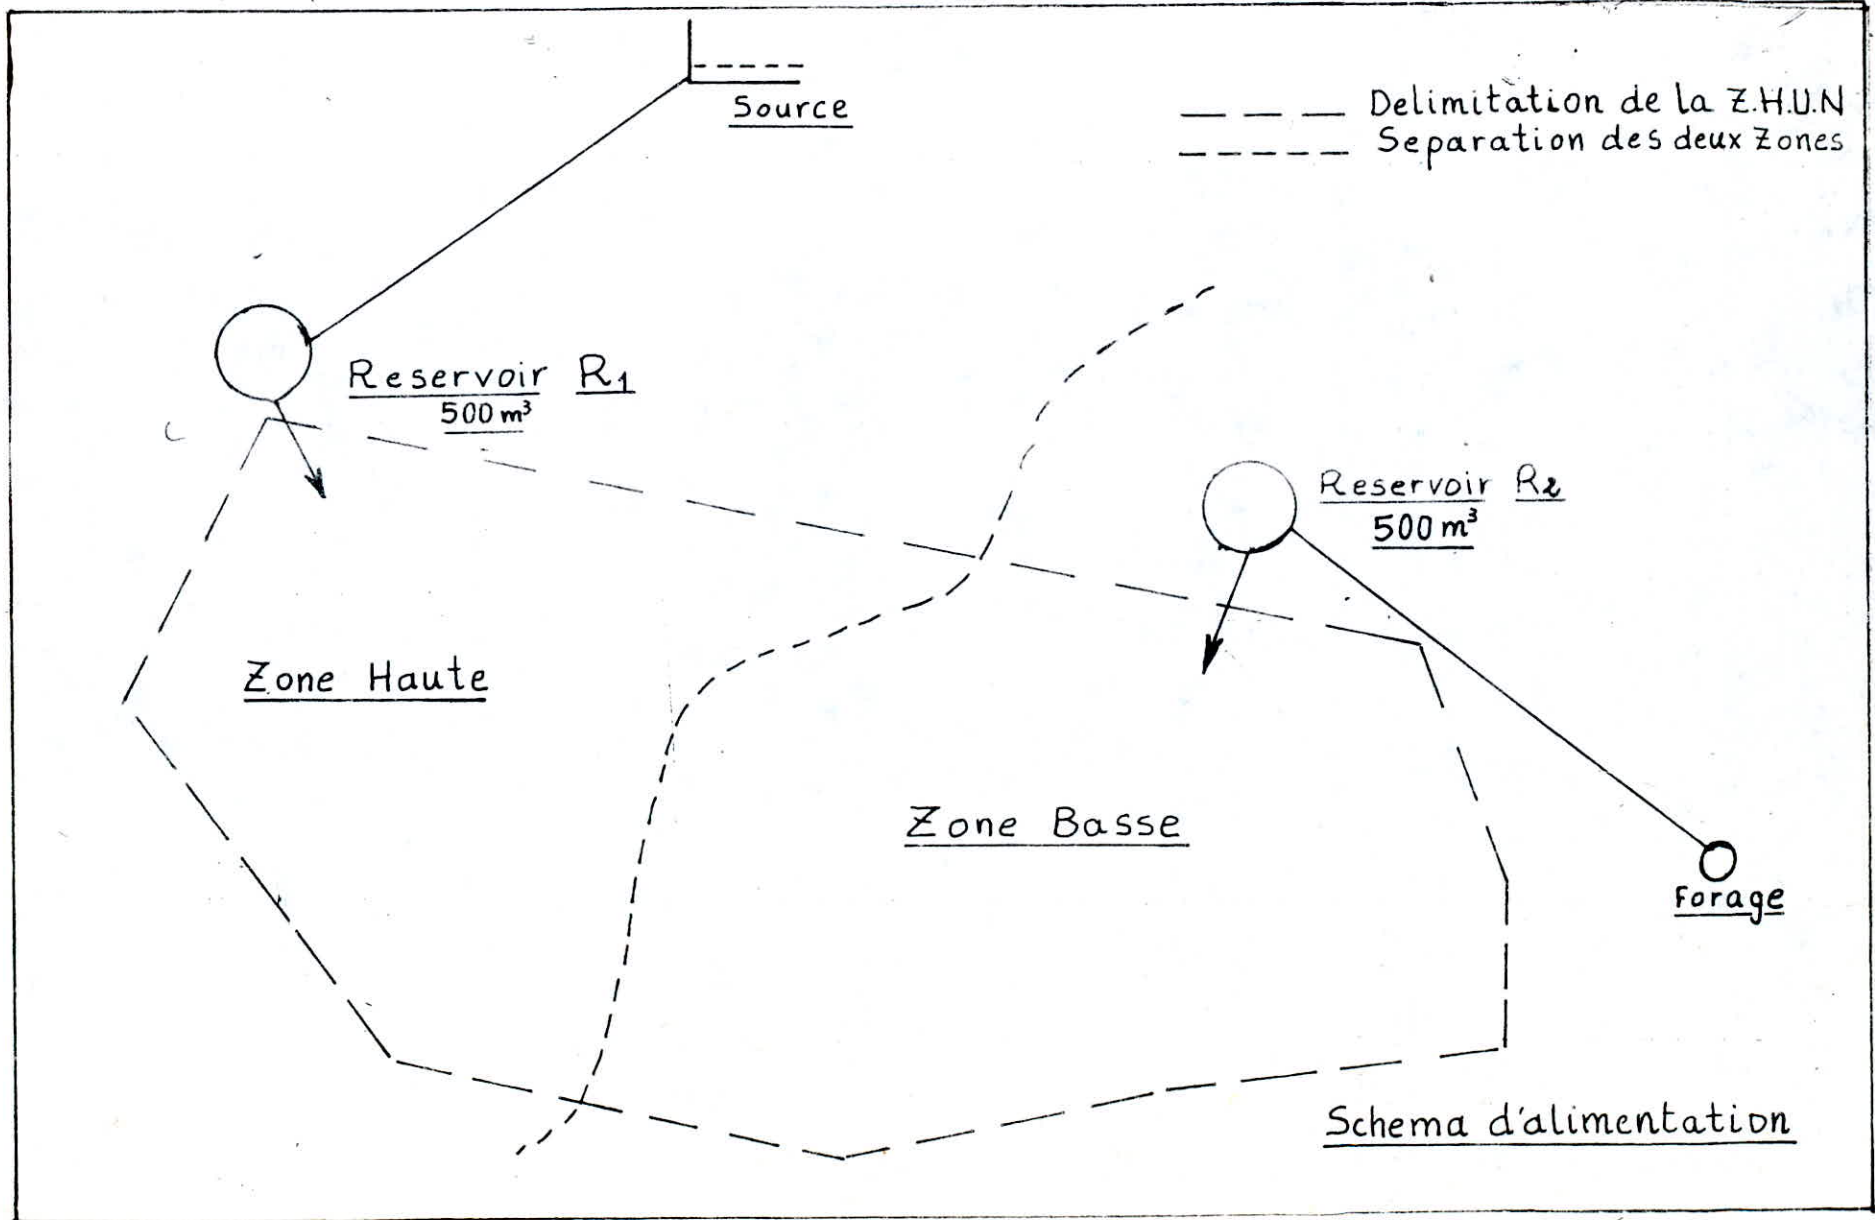 Source
Delimitation de la Z.H.U.N
Separation des deux Zones
Reservoir R1
500 m³
Reservoir R2
500 m³
Zone Haute
Zone Basse
Forage
Schema d'alimentation